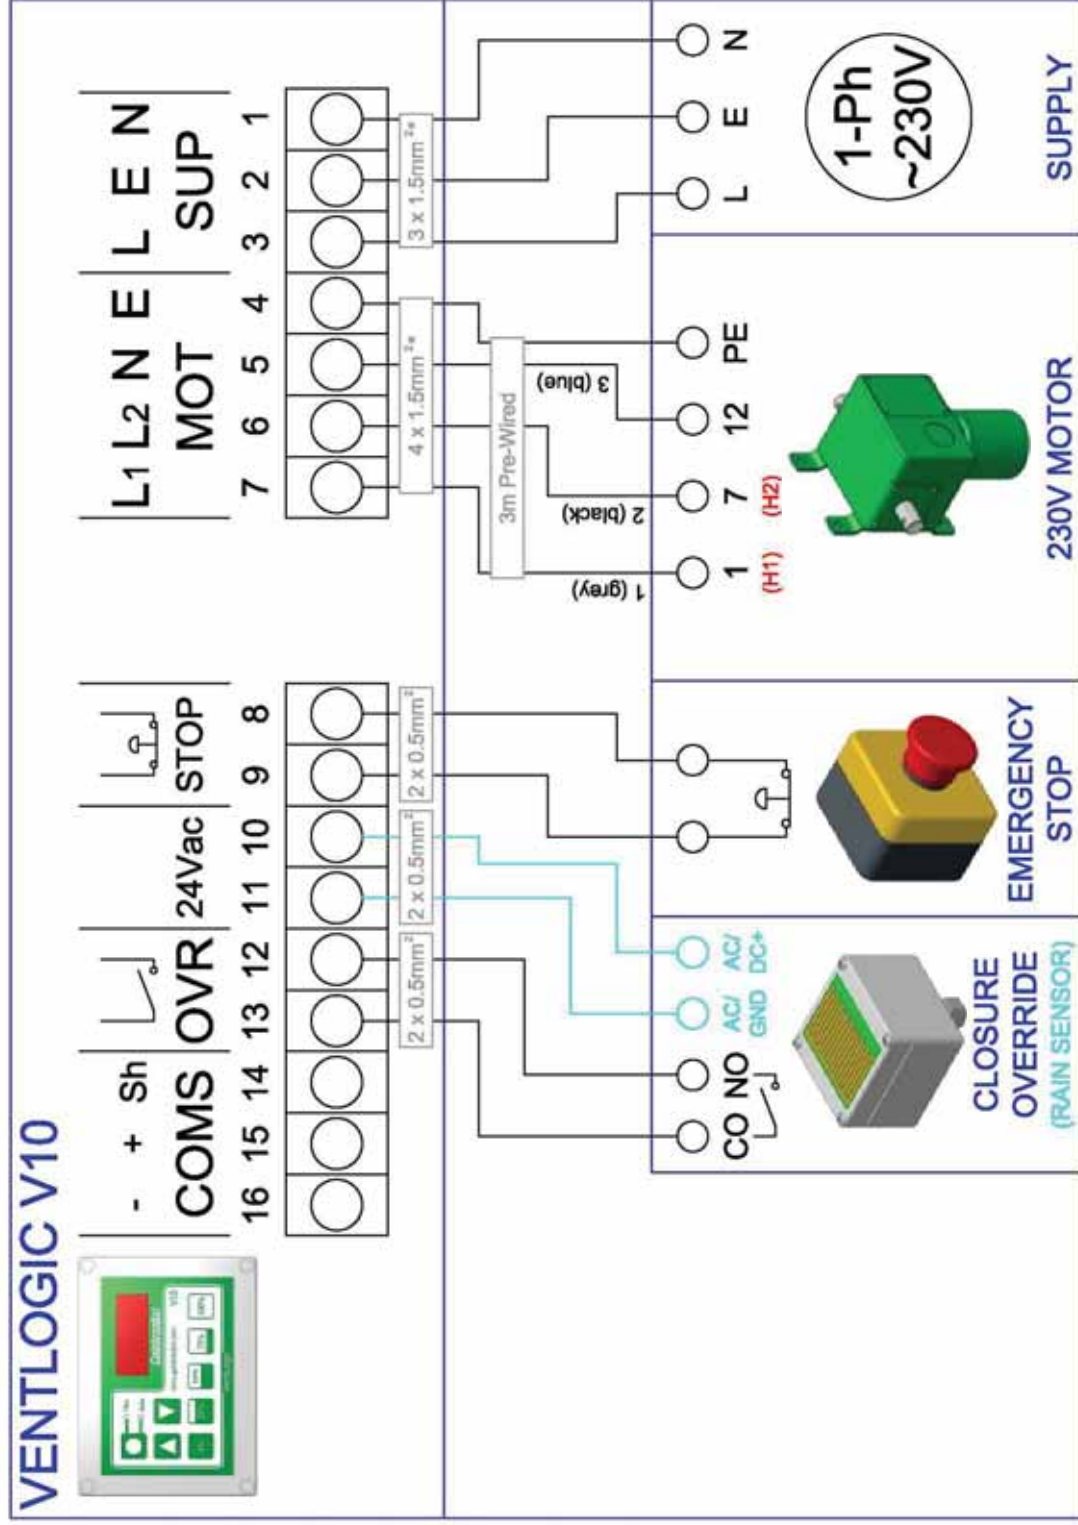 VENTLOGIC V10
- + Sh
COMS OVR 24Vac STOP
16 15 14 13 12 11 10 9 8
L1 L2 N E L E N
MOT SUP
7 6 5 4 3 2 1
2 x 0.5mm²
2 x 0.5mm²
2 x 0.5mm²
4 x 1.5mm²*
3 x 1.5mm²*
3m Pre-Wired
1 (grey)
2 (black)
3 (blue)
CO NO
AC/ GND
AC/ DC+
1 7 12 PE
(H1) (H2)
L E N
1-Ph
~230V
CLOSURE
OVERRIDE
(RAIN SENSOR)
EMERGENCY
STOP
230V MOTOR
SUPPLY